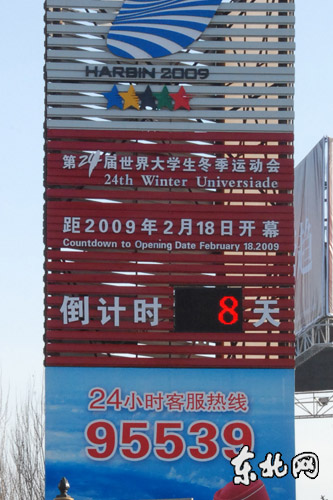 HARBIN 2009
第24届世界大学生冬季运动会
24th Winter Universiade
距2009年2月18日开幕
Countdown to Opening Date February 18.2009
倒计时 8 天
24小时客服热线
95539
东北网